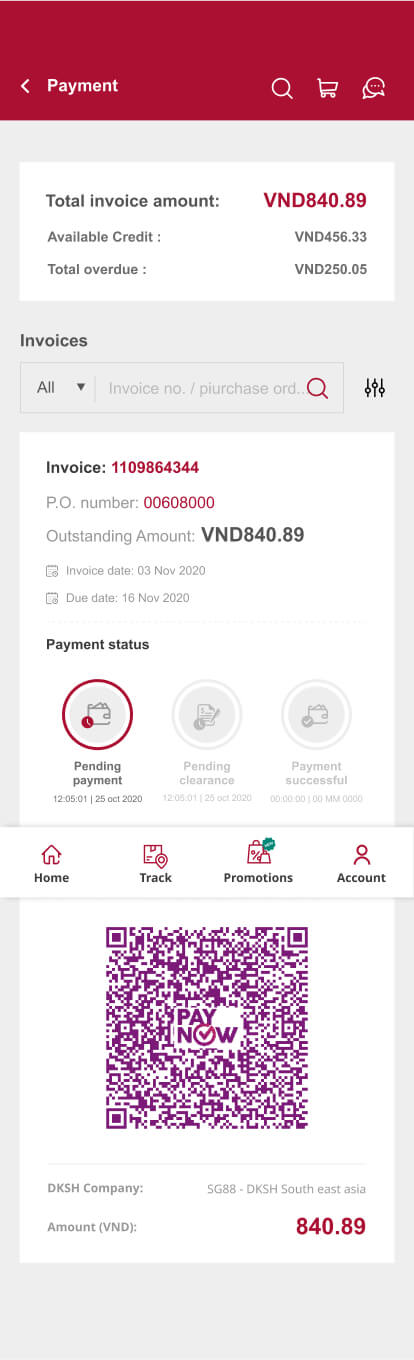 Payment
Total invoice amount: VND840.89
Available Credit : VND456.33
Total overdue : VND250.05
Invoices
All Invoice no. / piurchase ord...
Invoice: 1109864344
P.O. number: 00608000
Outstanding Amount: VND840.89
Invoice date: 03 Nov 2020
Due date: 16 Nov 2020
Payment status
Pending payment
Pending clearance
Payment successful
12:05:01 | 25 oct 2020
12:05:01 | 25 oct 2020
00:00:00 | 00 MM 0000
Home
Track
Promotions
Account
PAY
NOW
DKSH Company: SG88 - DKSH South east asia
Amount (VND): 840.89